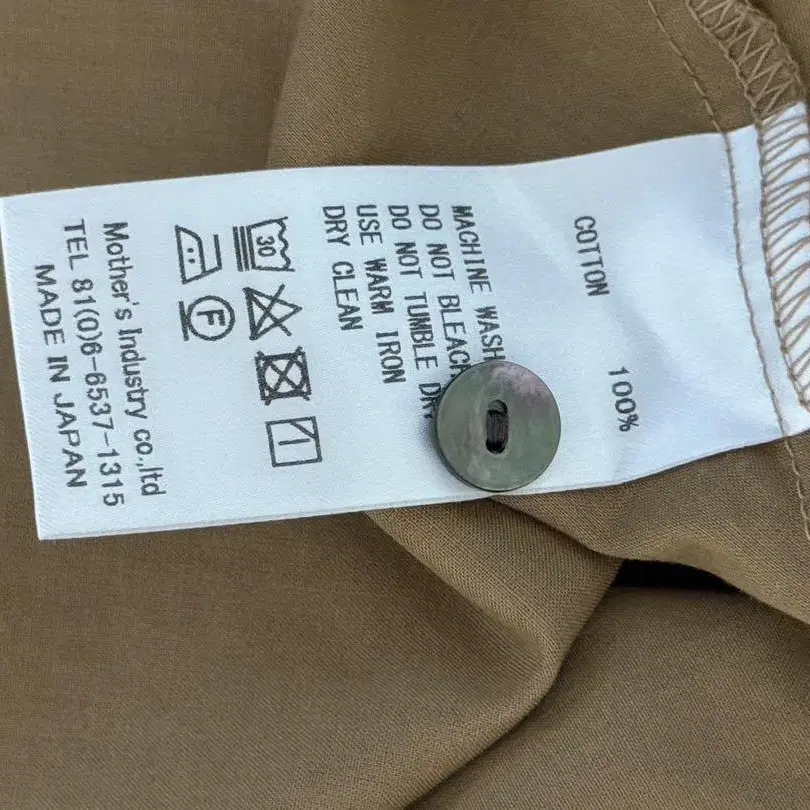 COTTON 100%
MACHINE WASH
DO NOT BLEACH
DO NOT TUMBLE DRY
USE WARM IRON
DRY CLEAN
30
F
Mother's Industry co.,ltd
TEL 81(0)6-6537-1315
MADE IN JAPAN